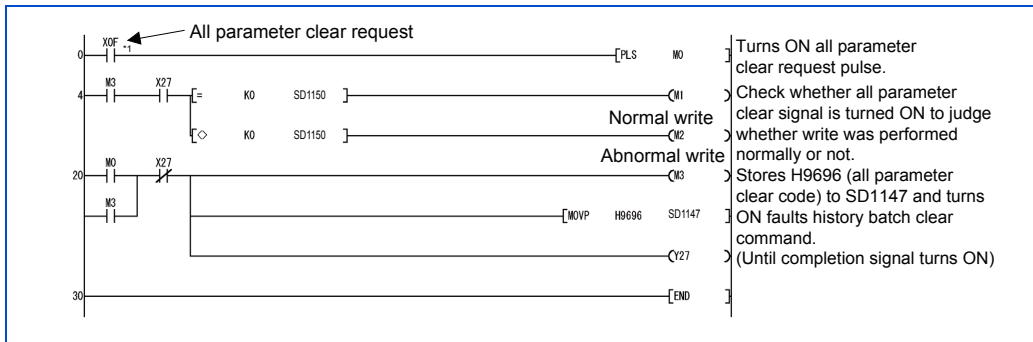 All parameter clear request
X0F *1
0 [PLS M0 ] Turns ON all parameter
clear request pulse.
M3 X27
4 [= K0 SD1150 ] (M1 ) Check whether all parameter
clear signal is turned ON to judge
Normal write
[<> K0 SD1150 ] (M2 ) whether write was performed
Abnormal write normally or not.
M0 X27
20 (M3 ) Stores H9696 (all parameter
clear code) to SD1147 and turns
M3
[MOVP H9696 SD1147 ] ON faults history batch clear
command.
(Y27 ) (Until completion signal turns ON)
30 [END ]